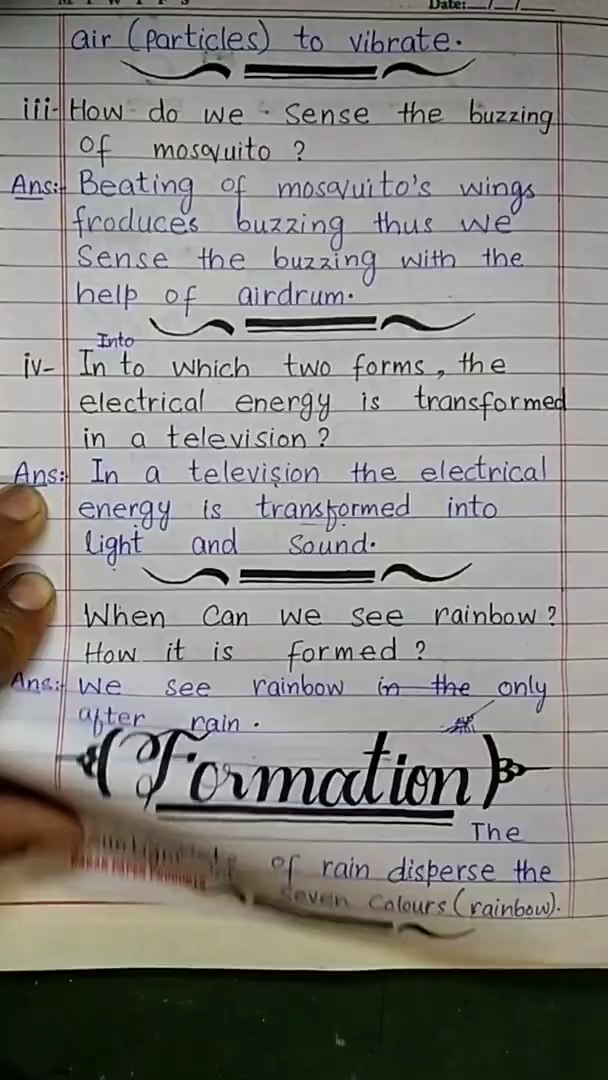 Date: __/__/__
air (particles) to vibrate.
iii- How do we sense the buzzing
of mosquito ?
Ans:- Beating of mosquito's wings
froduces buzzing thus we
Sense the buzzing with the
help of airdrum.
Into
iv- In to which two forms, the
electrical energy is transformed
in a television ?
Ans:- In a television the electrical
energy is transformed into
light and Sound.
When Can we see rainbow ?
How it is formed ?
Ans:- We see rainbow in the only
after rain.
(Formation)
The
of rain disperse the
seven Colours (rainbow).